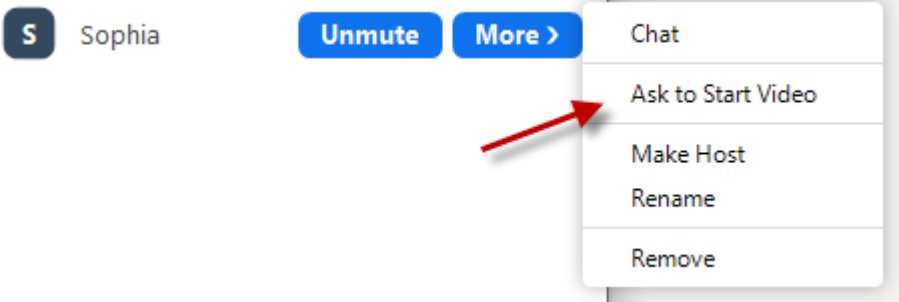 S Sophia Unmute More >
Chat
Ask to Start Video
Make Host
Rename
Remove